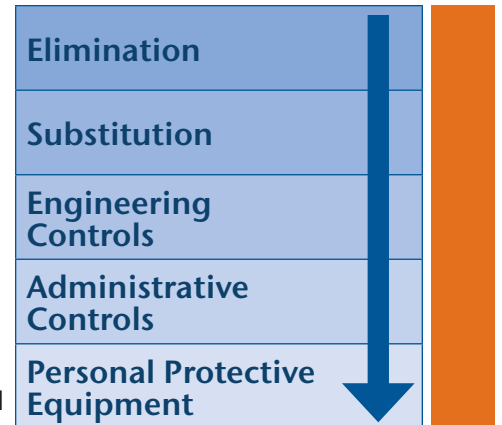 Elimination
Substitution
Engineering
Controls
Administrative
Controls
Personal Protective
Equipment